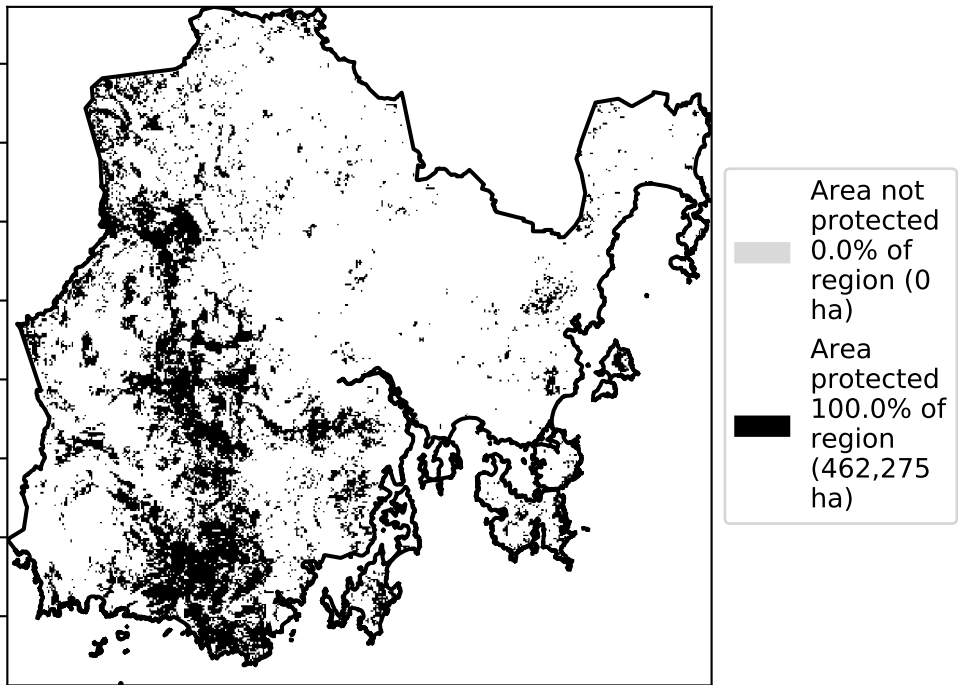 Area not
protected
0.0% of
region (0
ha)
Area
protected
100.0% of
region
(462,275
ha)